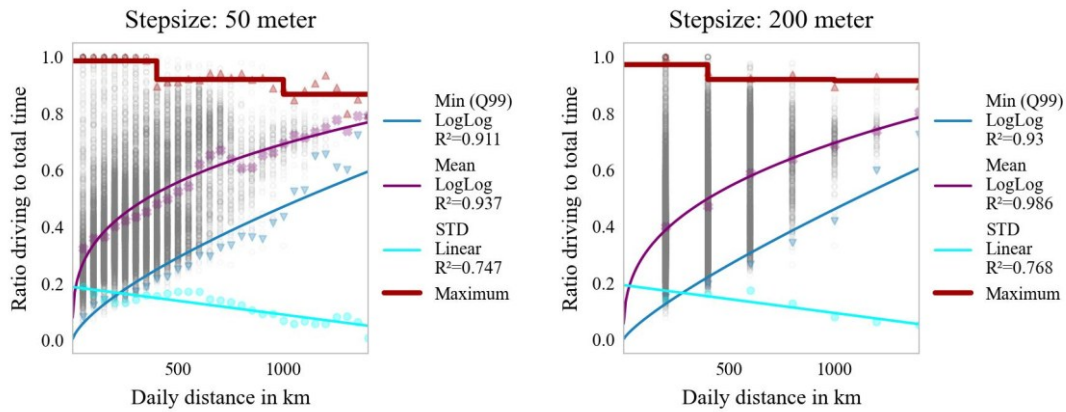 Stepsize: 50 meter
Ratio driving to total time
1.0
0.8
0.6
0.4
0.2
0.0
500
1000
Daily distance in km
Min (Q99)
LogLog
R²=0.911
Mean
LogLog
R²=0.937
STD
Linear
R²=0.747
Maximum
Stepsize: 200 meter
Ratio driving to total time
1.0
0.8
0.6
0.4
0.2
0.0
500
1000
Daily distance in km
Min (Q99)
LogLog
R²=0.93
Mean
LogLog
R²=0.986
STD
Linear
R²=0.768
Maximum